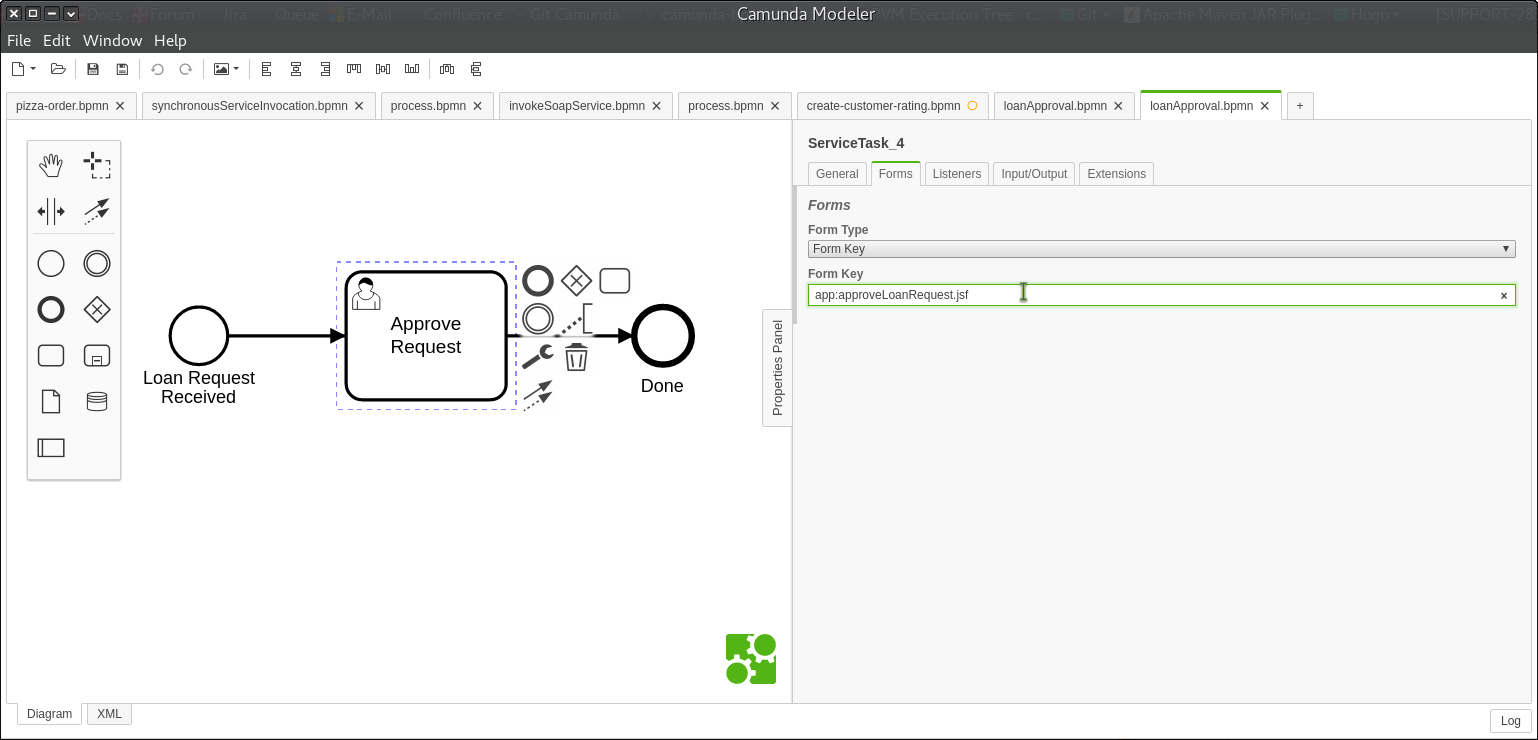 Docs Forum Jira Queue E-Mail Confluence Git Camunda Camunda Modeler VM Execution Tree - c... Git Apache Maven JAR Plug... Hugo [SUPPORT-28
File Edit Window Help
pizza-order.bpmn synchronousServiceInvocation.bpmn process.bpmn invokeSoapService.bpmn process.bpmn create-customer-rating.bpmn loanApproval.bpmn loanApproval.bpmn +
ServiceTask_4
General Forms Listeners Input/Output Extensions
Forms
Form Type
Form Key
Form Key
app:approveLoanRequest.jsf
Properties Panel
Loan Request
Received
Approve
Request
Done
Diagram XML
Log